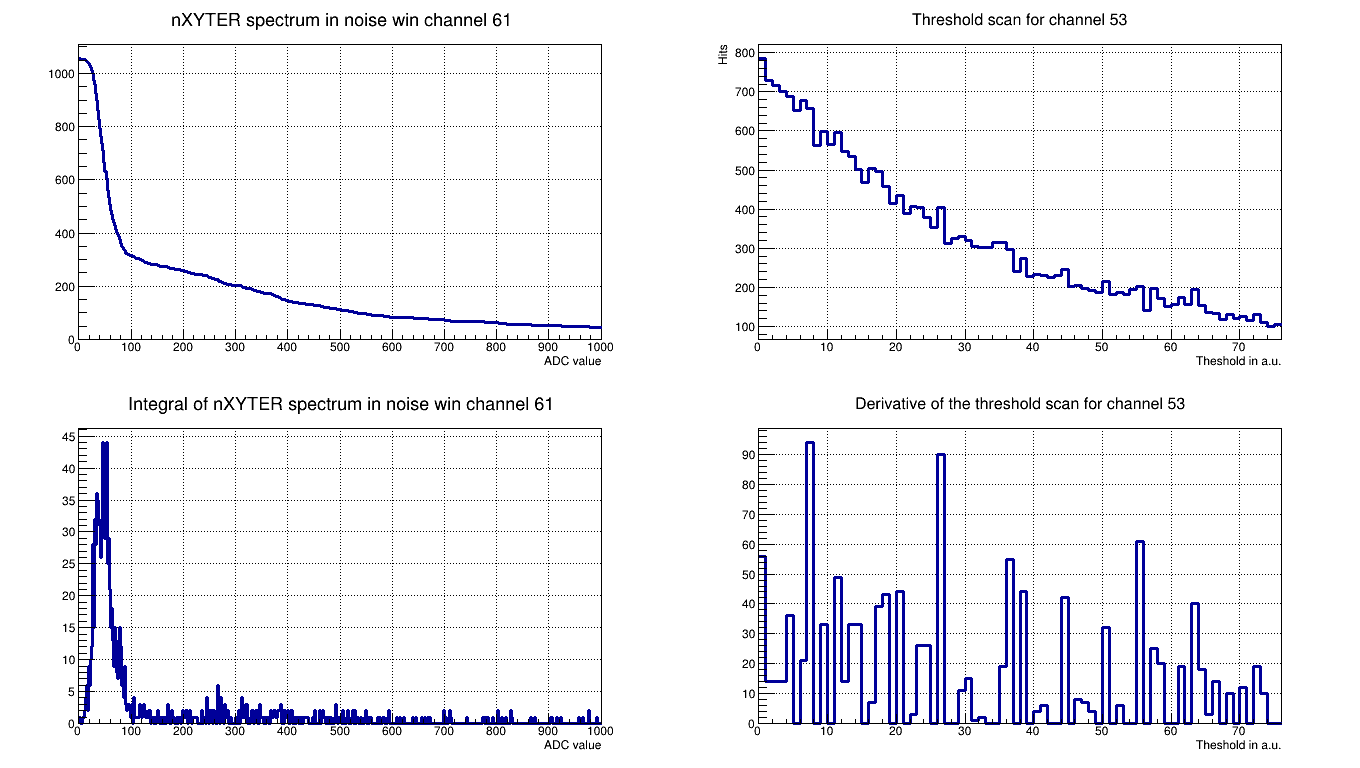 nXYTER spectrum in noise win channel 61
1000
800
600
400
200
0
0 100 200 300 400 500 600 700 800 900 1000
ADC value
Threshold scan for channel 53
Hits
800
700
600
500
400
300
200
100
0 10 20 30 40 50 60 70
Theshold in a.u.
Integral of nXYTER spectrum in noise win channel 61
45
40
35
30
25
20
15
10
5
0
0 100 200 300 400 500 600 700 800 900 1000
ADC value
Derivative of the threshold scan for channel 53
90
80
70
60
50
40
30
20
10
0
0 10 20 30 40 50 60 70
Theshold in a.u.